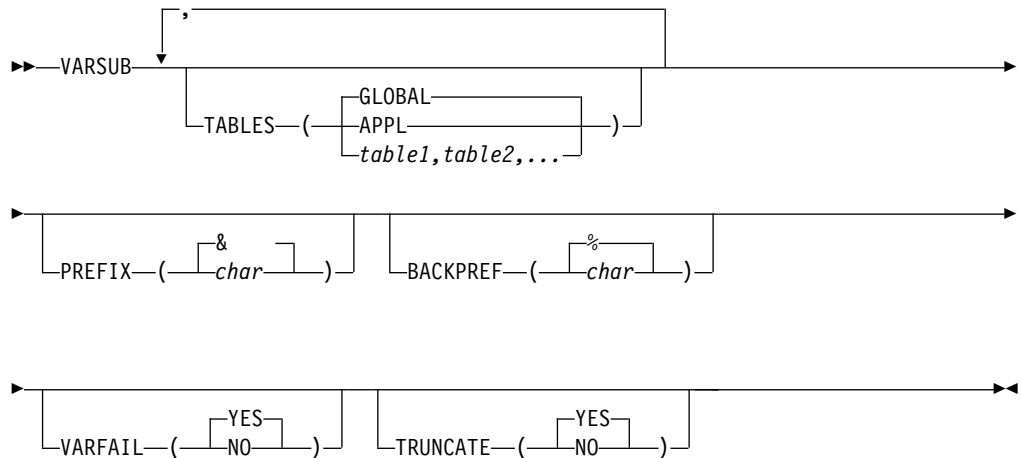 ,
VARSUB
GLOBAL
TABLES ( APPL )
table1,table2,...
& %
PREFIX ( char ) BACKPREF ( char )
YES YES
VARFAIL ( NO ) TRUNCATE ( NO )